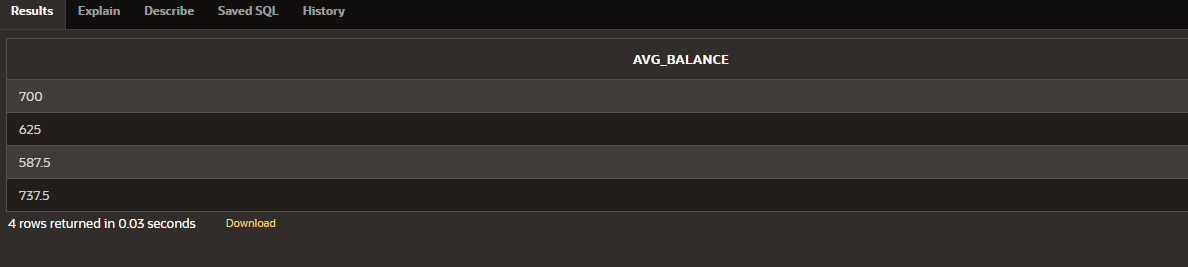 Results Explain Describe Saved SQL History
AVG_BALANCE
700
625
587.5
737.5
4 rows returned in 0.03 seconds Download